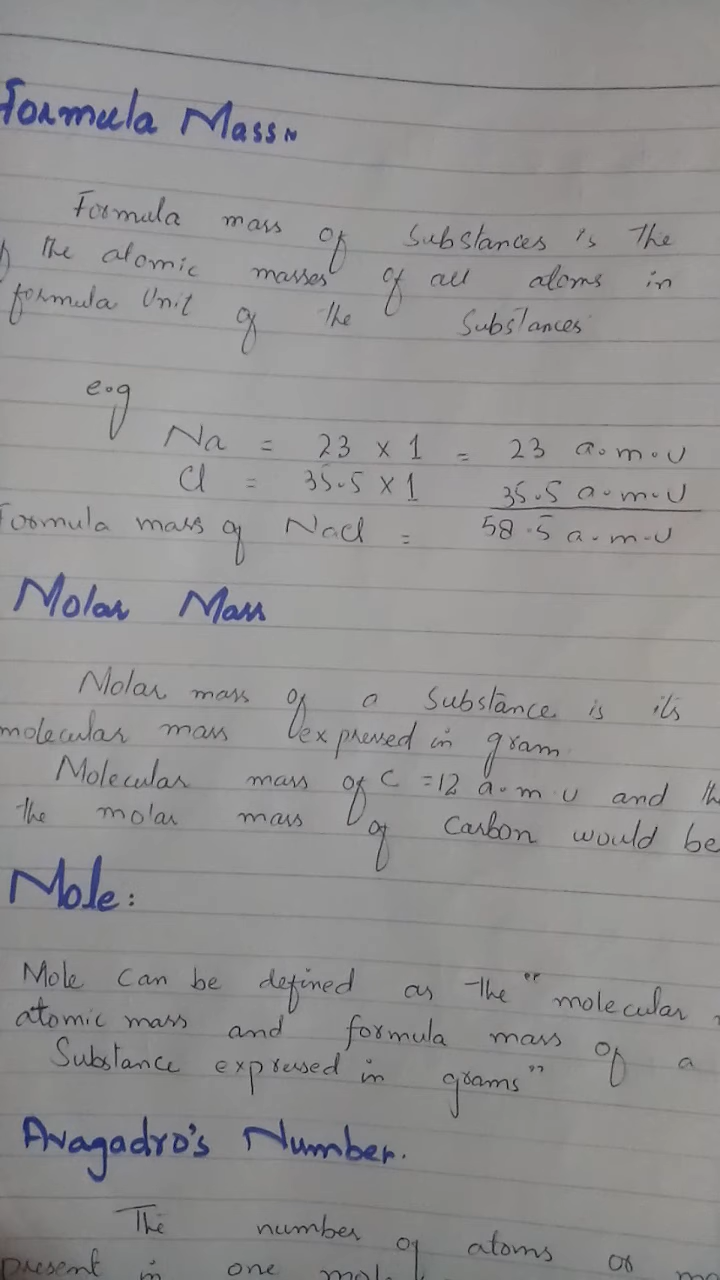 Formula Mass
Formula mass of Substances is the
the atomic masses of all atoms in
formula Unit of the Substances
e.g
Na = 23 x 1 = 23 a.m.u
Cl = 35.5 x 1 35.5 a.m.u
Formula mass of Nacl = 58.5 a.m.u
Molar Mass
Molar mass of a Substance is its
molecular mass expressed in gram
Molecular mass of C = 12 a.m.u and th
the molar mass of Carbon would be
Mole:
Mole can be defined as the "molecular
atomic mass and formula mass of a
Substance expressed in grams"
Avagadro's Number.
The number of atoms or
present in one mol